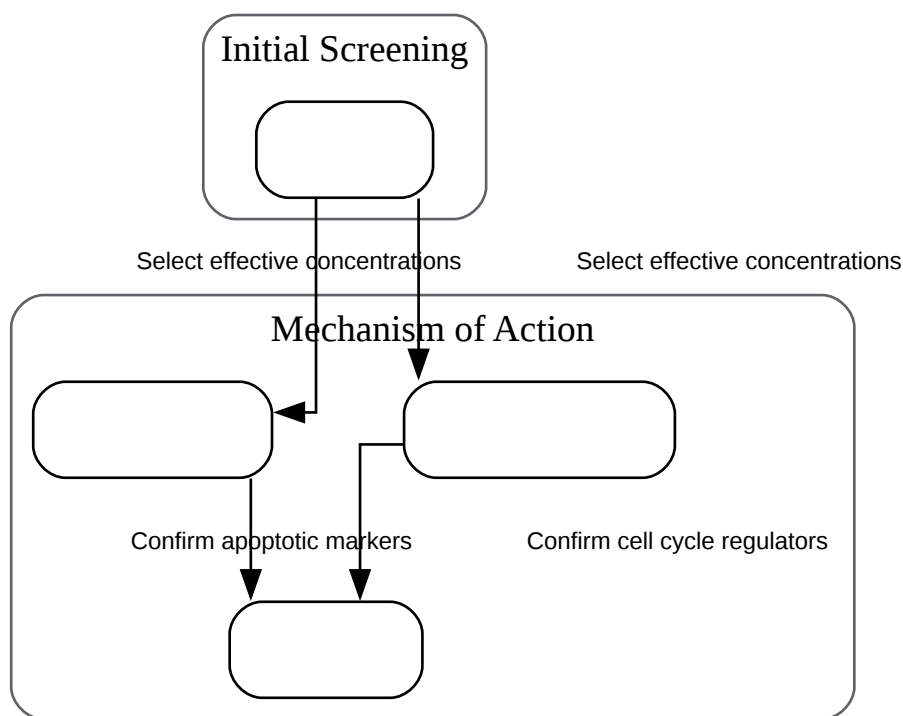 Initial Screening
Select effective concentrations
Select effective concentrations
Mechanism of Action
Confirm apoptotic markers
Confirm cell cycle regulators